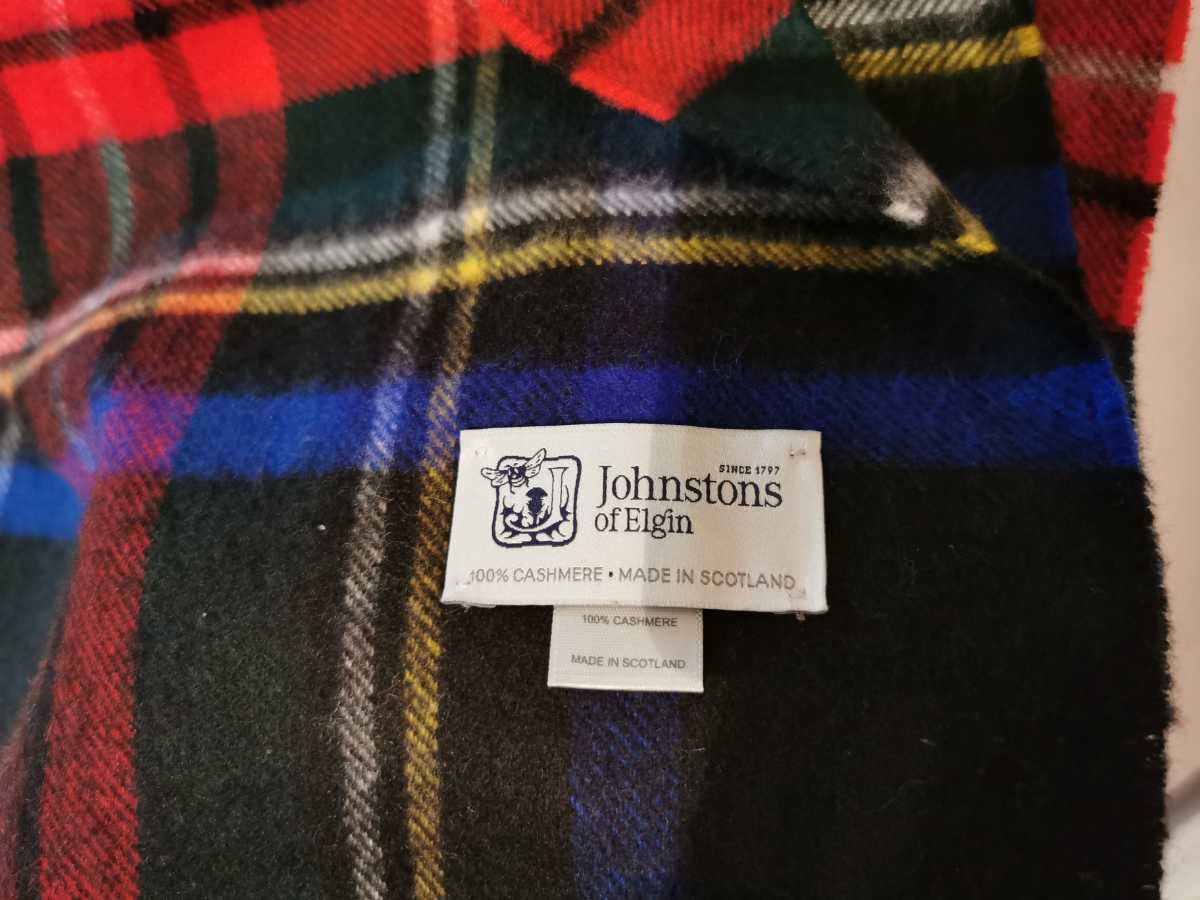 SINCE 1797
Johnstons
of Elgin
100% CASHMERE • MADE IN SCOTLAND
100% CASHMERE
MADE IN SCOTLAND